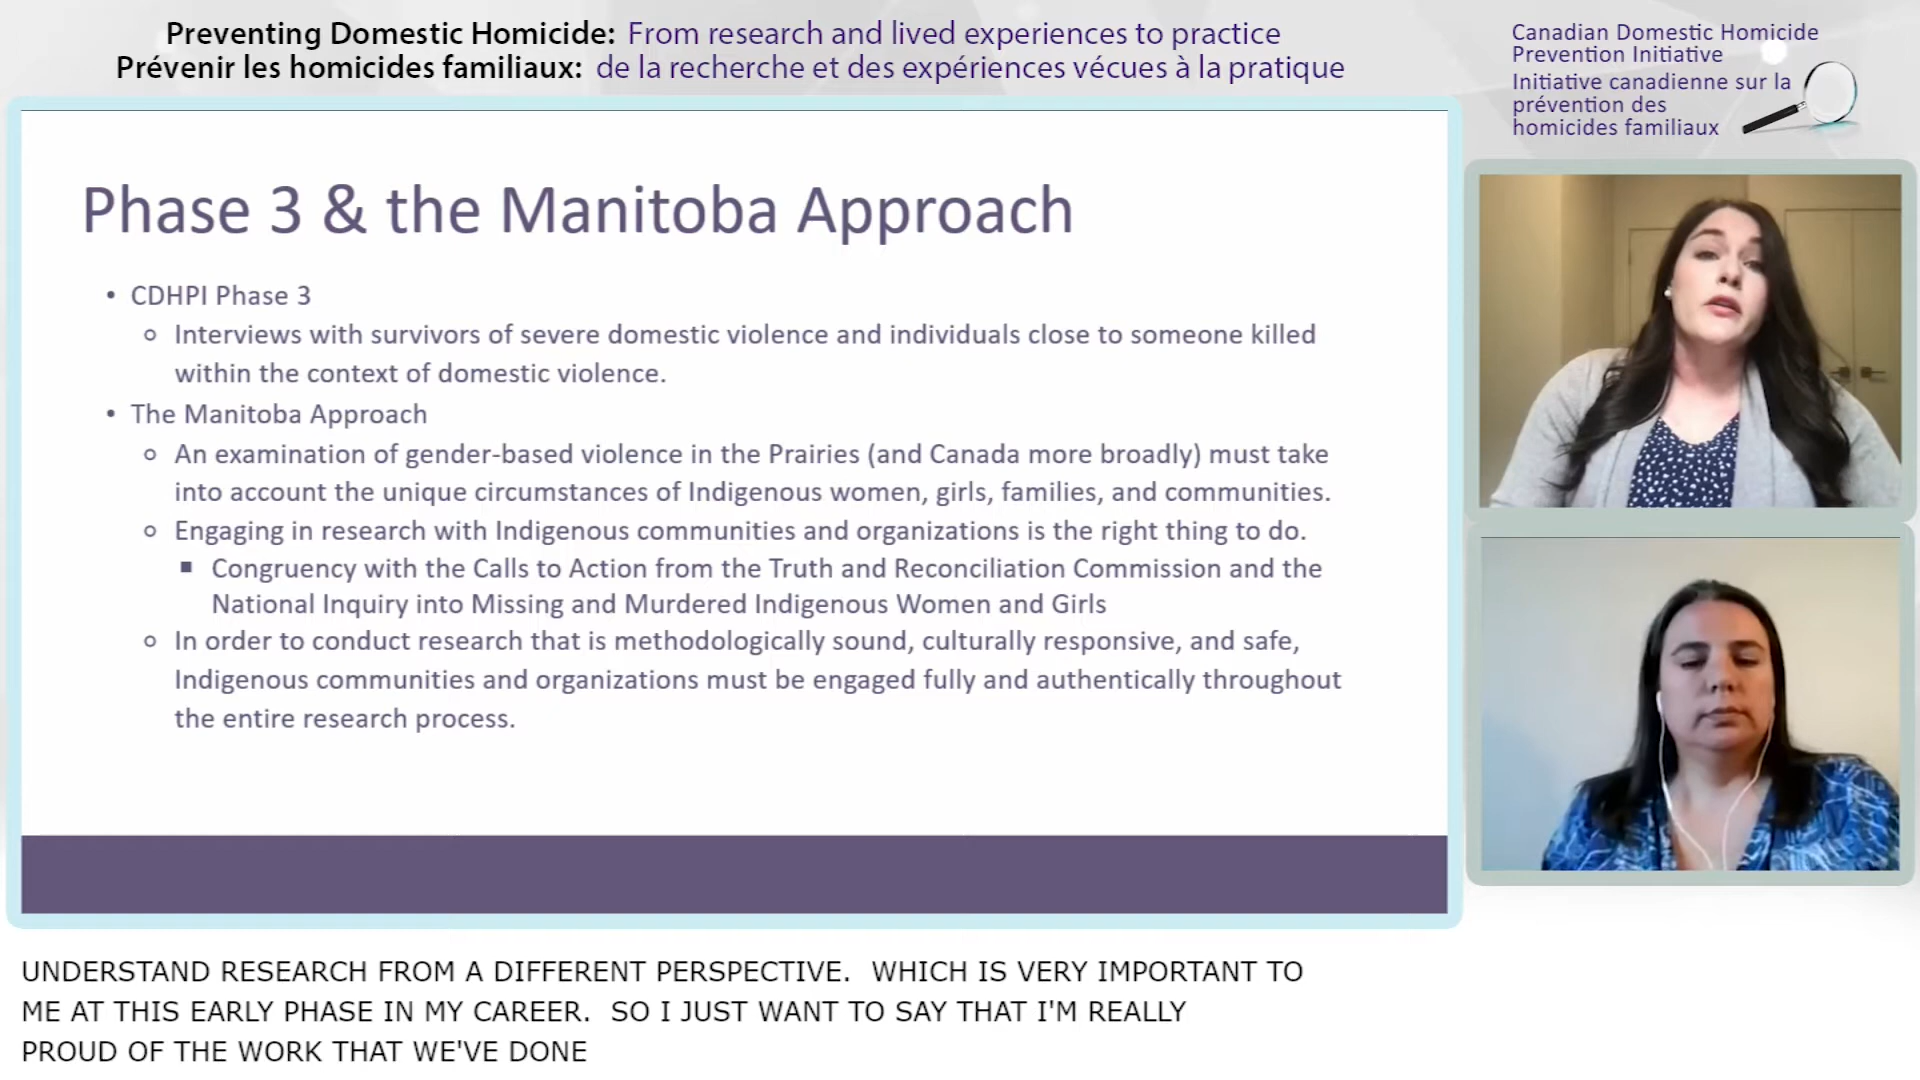 Preventing Domestic Homicide: From research and lived experiences to practice
Prévenir les homicides familiaux: de la recherche et des expériences vécues à la pratique
Canadian Domestic Homicide
Prevention Initiative
Initiative canadienne sur la
prévention des
homicides familiaux
Phase 3 & the Manitoba Approach
• CDHPI Phase 3
○ Interviews with survivors of severe domestic violence and individuals close to someone killed
within the context of domestic violence.
• The Manitoba Approach
○ An examination of gender-based violence in the Prairies (and Canada more broadly) must take
into account the unique circumstances of Indigenous women, girls, families, and communities.
○ Engaging in research with Indigenous communities and organizations is the right thing to do.
▪ Congruency with the Calls to Action from the Truth and Reconciliation Commission and the
National Inquiry into Missing and Murdered Indigenous Women and Girls
○ In order to conduct research that is methodologically sound, culturally responsive, and safe,
Indigenous communities and organizations must be engaged fully and authentically throughout
the entire research process.
UNDERSTAND RESEARCH FROM A DIFFERENT PERSPECTIVE.  WHICH IS VERY IMPORTANT TO
ME AT THIS EARLY PHASE IN MY CAREER.  SO I JUST WANT TO SAY THAT I'M REALLY
PROUD OF THE WORK THAT WE'VE DONE